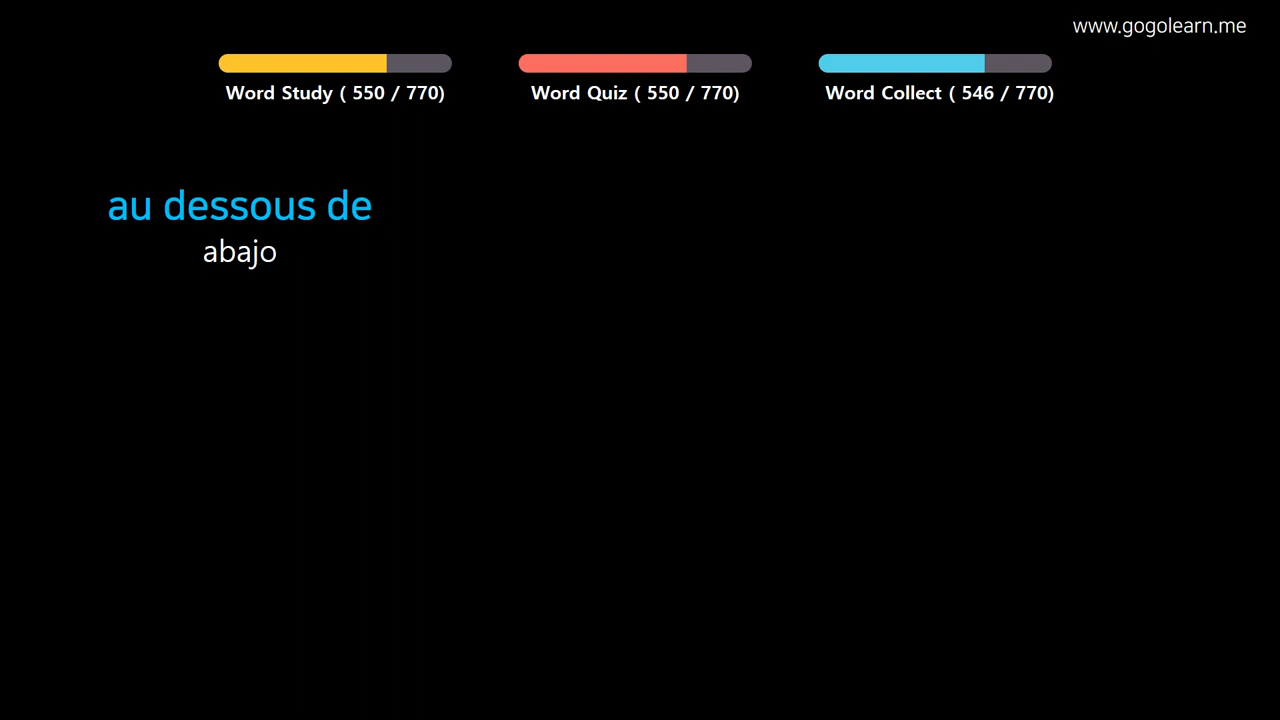 www.gogolearn.me
Word Study ( 550 / 770)
Word Quiz ( 550 / 770)
Word Collect ( 546 / 770)
au dessous de
abajo